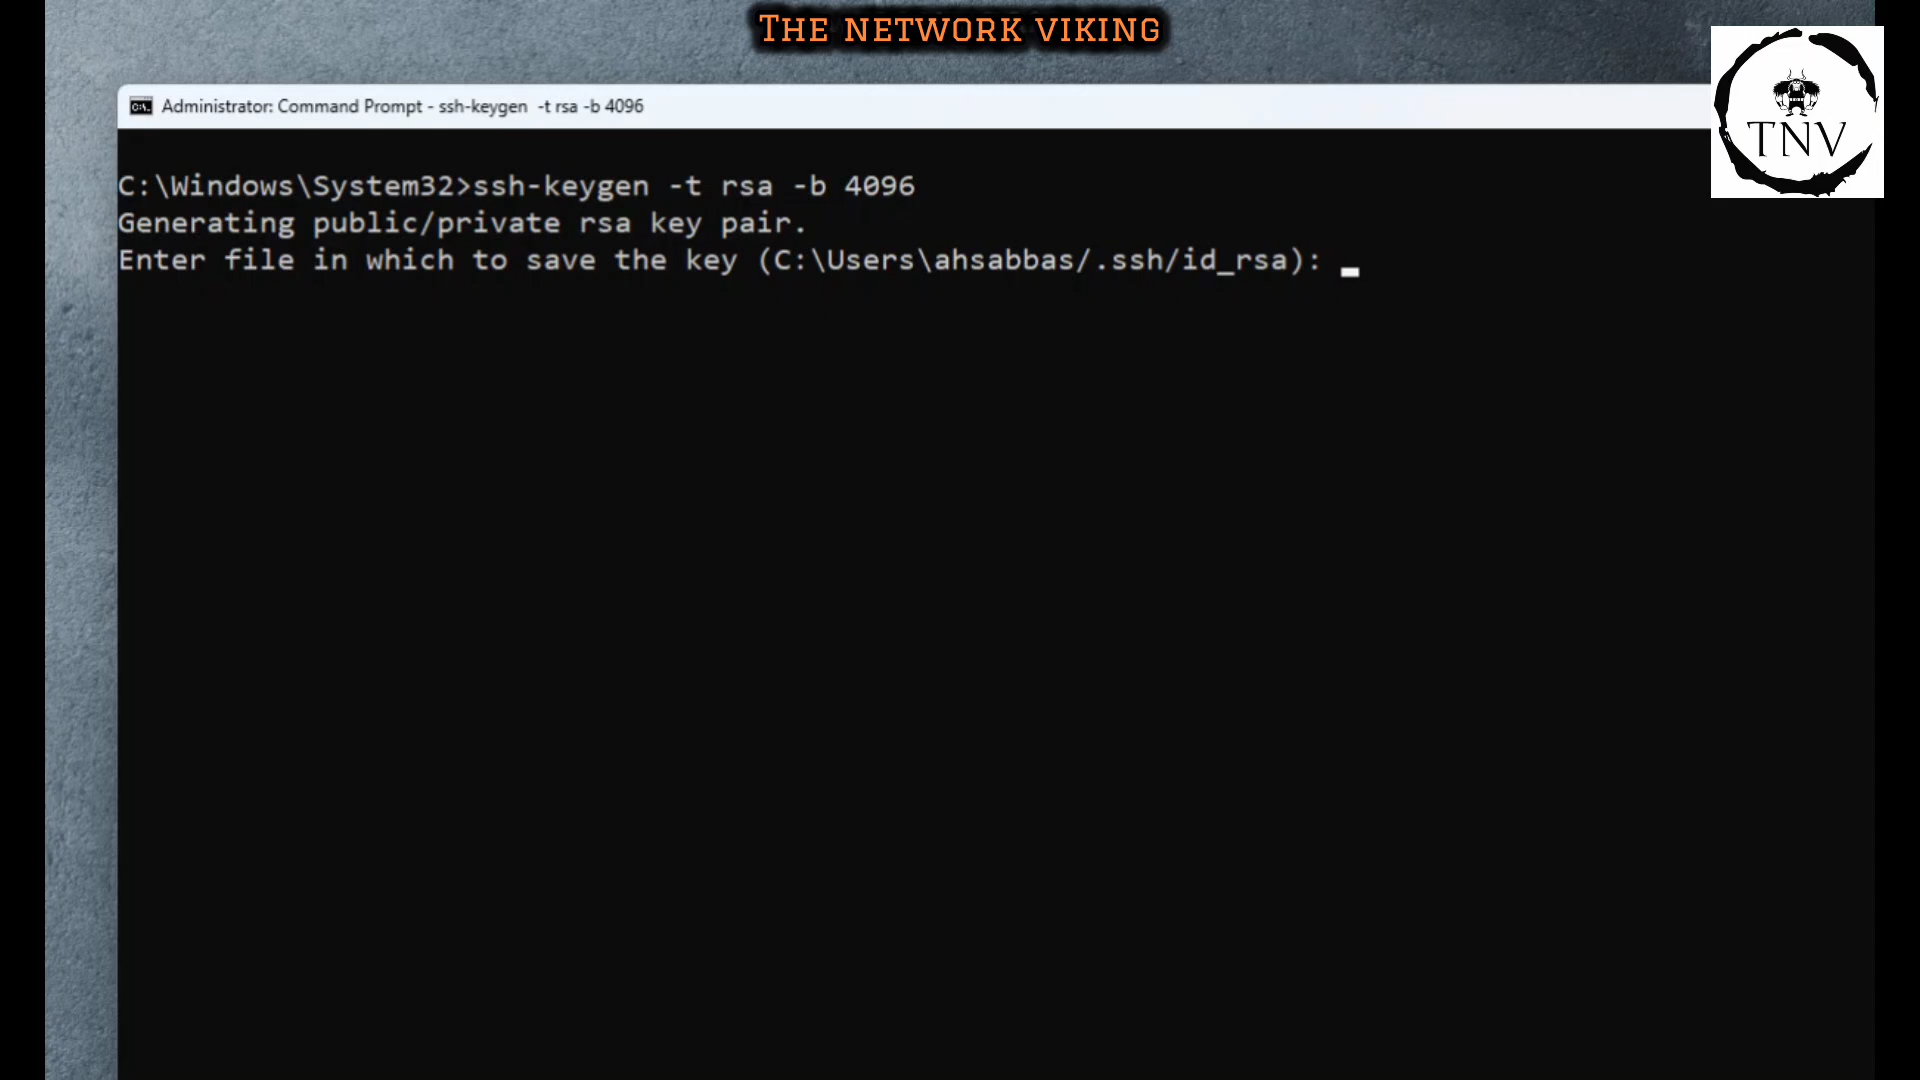 THE NETWORK VIKING
Administrator: Command Prompt - ssh-keygen  -t rsa -b 4096
TNV
C:\Windows\System32>ssh-keygen -t rsa -b 4096
Generating public/private rsa key pair.
Enter file in which to save the key (C:\Users\ahsabbas/.ssh/id_rsa):